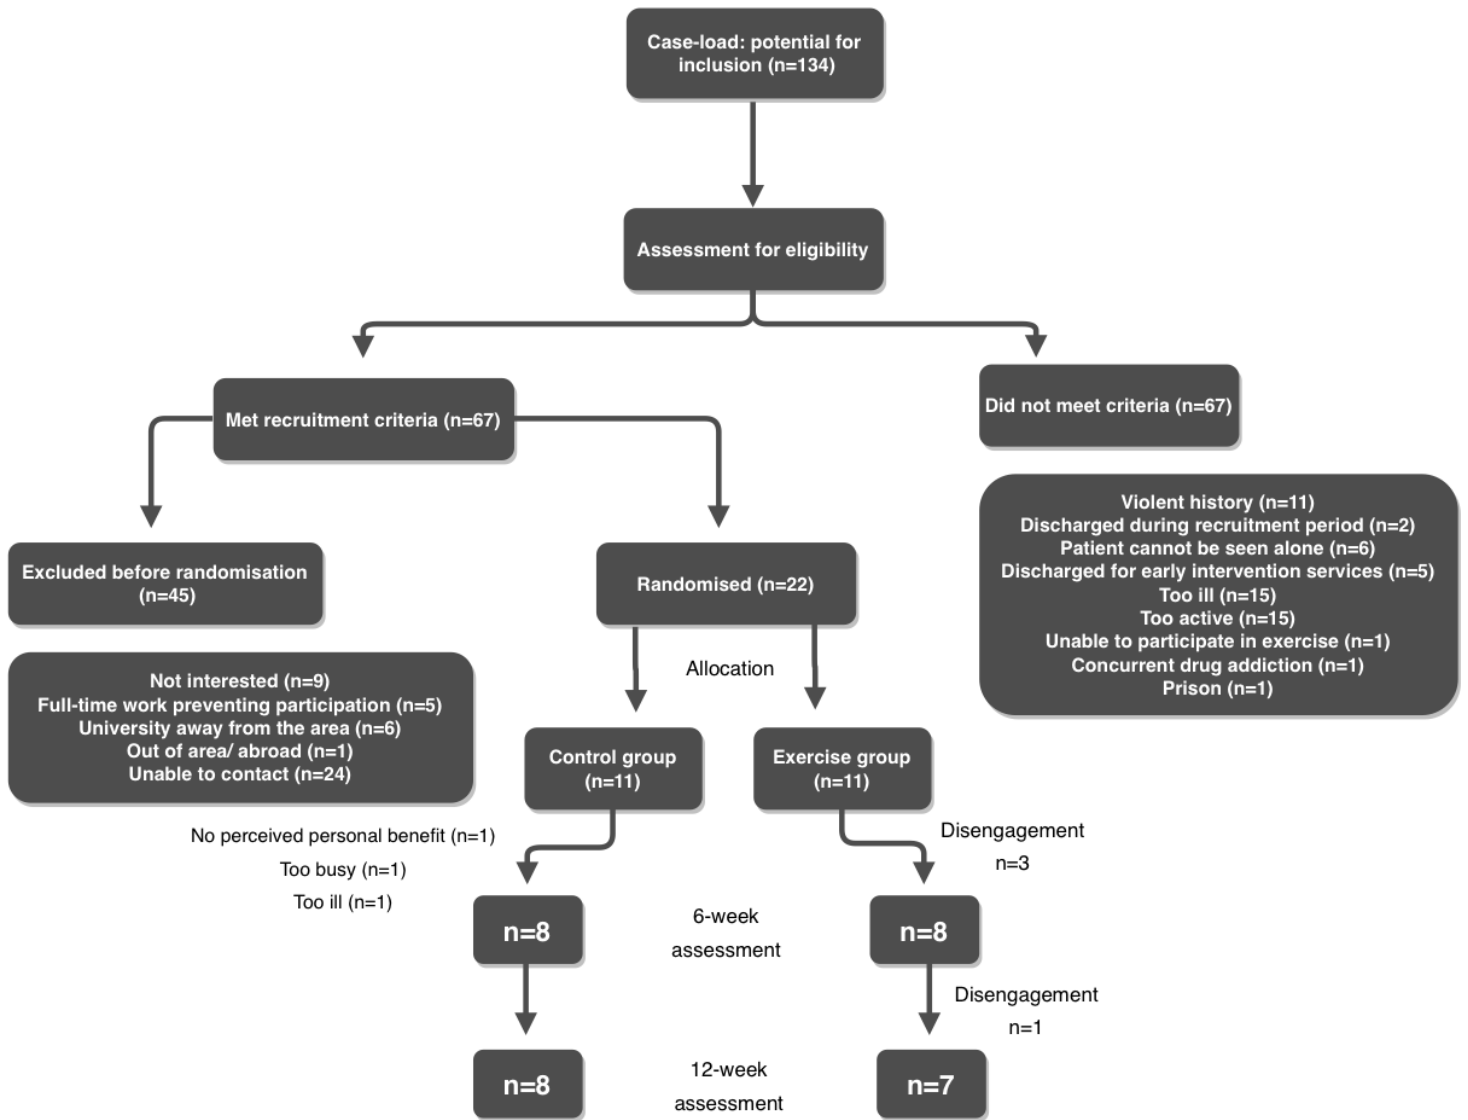 Case-load: potential for
inclusion (n=134)
Assessment for eligibility
Met recruitment criteria (n=67)
Did not meet criteria (n=67)
Violent history (n=11)
Discharged during recruitment period (n=2)
Patient cannot be seen alone (n=6)
Discharged for early intervention services (n=5)
Too ill (n=15)
Too active (n=15)
Unable to participate in exercise (n=1)
Concurrent drug addiction (n=1)
Prison (n=1)
Excluded before randomisation
(n=45)
Randomised (n=22)
Not interested (n=9)
Full-time work preventing participation (n=5)
University away from the area (n=6)
Out of area/ abroad (n=1)
Unable to contact (n=24)
Allocation
Control group
(n=11)
Exercise group
(n=11)
No perceived personal benefit (n=1)
Too busy (n=1)
Too ill (n=1)
Disengagement
n=3
n=8
6-week
assessment
n=8
Disengagement
n=1
n=8
12-week
assessment
n=7